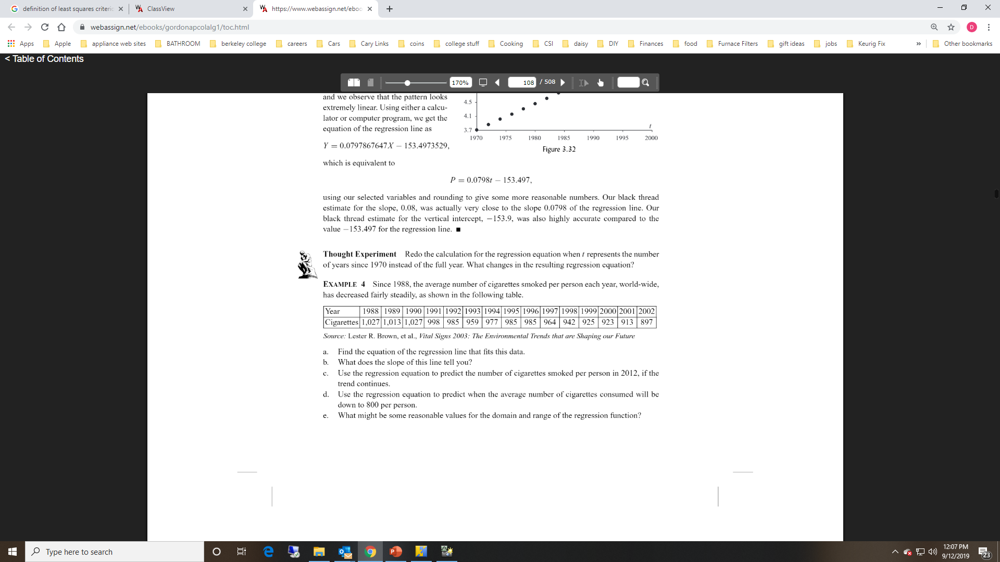 definition of least squares criteric
ClassView
https://www.webassign.net/eboo
webassign.net/ebooks/gordonapcolalg1/toc.html
D
Apps Apple appliance web sites BATHROOM berkeley college careers Cars Cary Links coins college stuff Cooking CSI daisy DIY Finances food Furnace Filters gift ideas jobs Keurig Fix » Other bookmarks
< Table of Contents
170% 108 / 508
and we observe that the pattern looks
extremely linear. Using either a calcu-
lator or computer program, we get the
equation of the regression line as
Y = 0.0797867647X − 153.4973529,
4.5
4.1
3.7
t
1970 1975 1980 1985 1990 1995 2000
Figure 3.32
which is equivalent to
P = 0.0798t − 153.497,
using our selected variables and rounding to give some more reasonable numbers. Our black thread
estimate for the slope, 0.08, was actually very close to the slope 0.0798 of the regression line. Our
black thread estimate for the vertical intercept, −153.9, was also highly accurate compared to the
value −153.497 for the regression line. ■
Thought Experiment Redo the calculation for the regression equation when t represents the number
of years since 1970 instead of the full year. What changes in the resulting regression equation?
EXAMPLE 4 Since 1988, the average number of cigarettes smoked per person each year, world-wide,
has decreased fairly steadily, as shown in the following table.
Year 1988 1989 1990 1991 1992 1993 1994 1995 1996 1997 1998 1999 2000 2001 2002
Cigarettes 1,027 1,013 1,027 998 985 959 977 985 985 964 942 925 923 913 897
Source: Lester R. Brown, et al., Vital Signs 2003: The Environmental Trends that are Shaping our Future
a. Find the equation of the regression line that fits this data.
b. What does the slope of this line tell you?
c. Use the regression equation to predict the number of cigarettes smoked per person in 2012, if the
trend continues.
d. Use the regression equation to predict when the average number of cigarettes consumed will be
down to 800 per person.
e. What might be some reasonable values for the domain and range of the regression function?
Type here to search
12:07 PM
9/12/2019
23